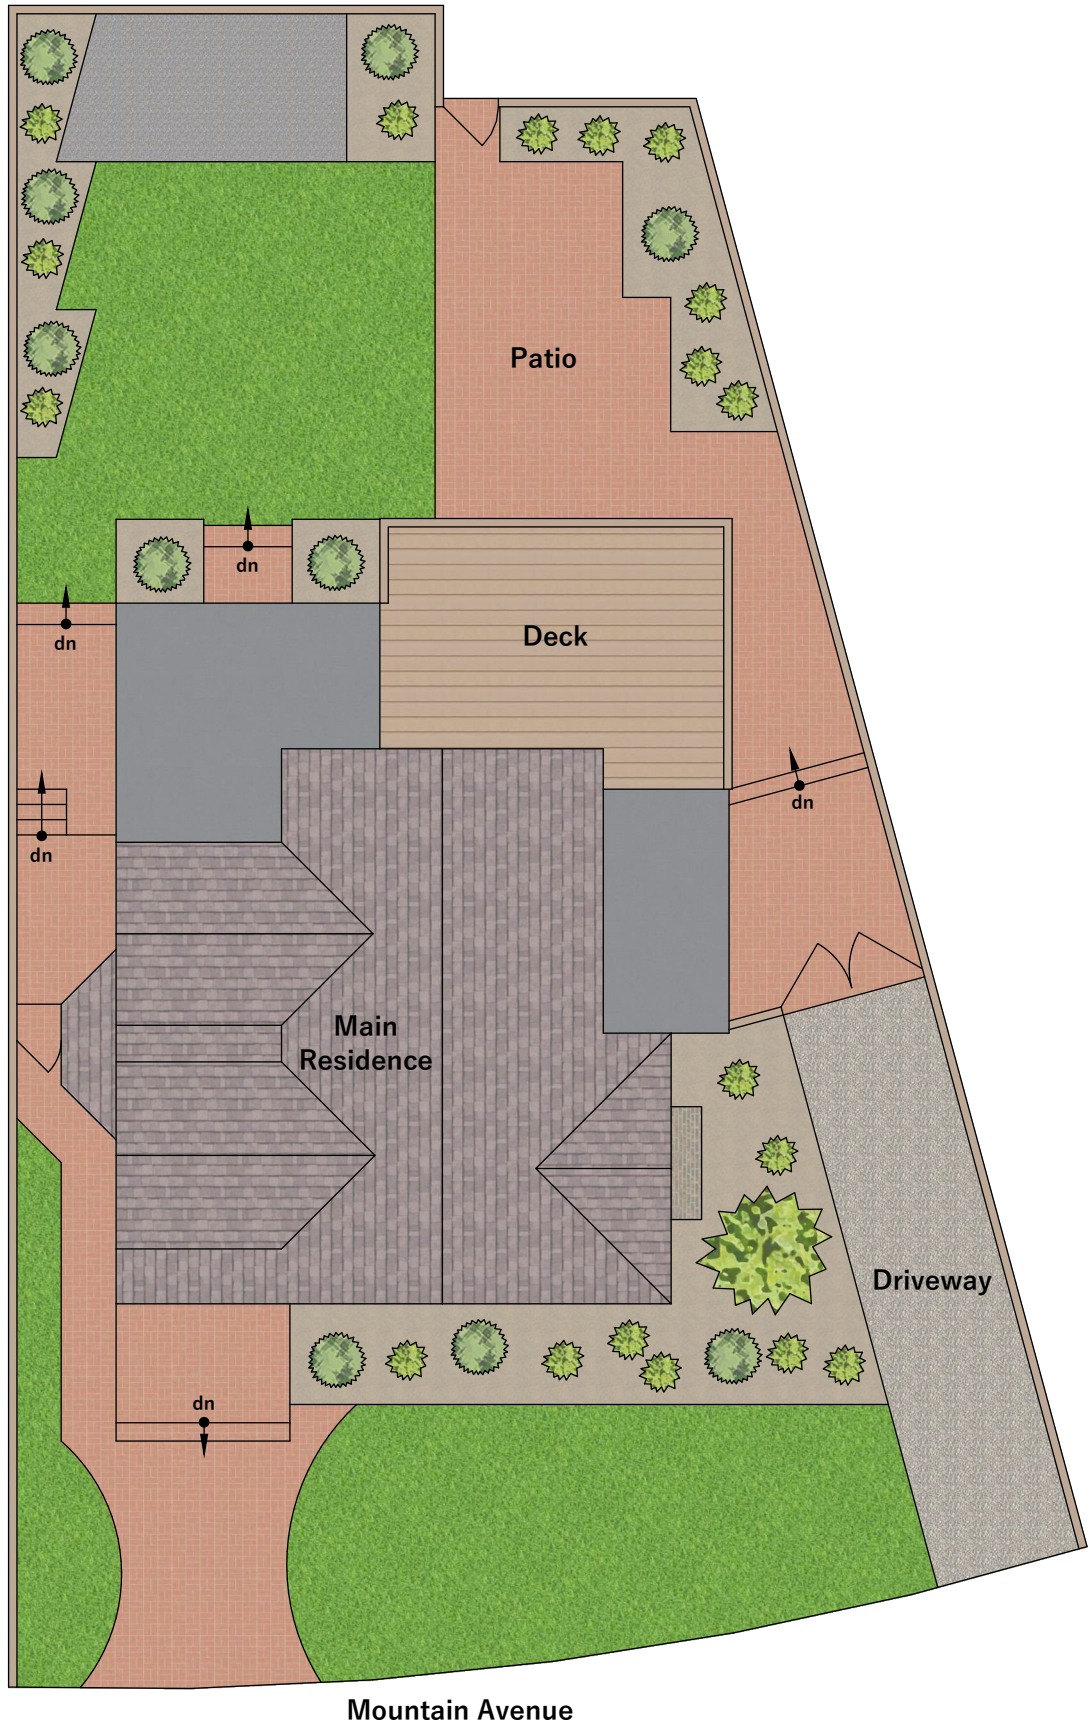 Patio
dn
Deck
dn
dn
dn
Main
Residence
Driveway
dn
Mountain Avenue